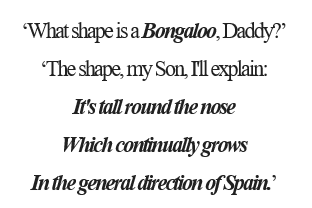 ‘What shape is a Bongaloo, Daddy?’
‘The shape, my Son, I'll explain:
It's tall round the nose
Which continually grows
In the general direction of Spain.’